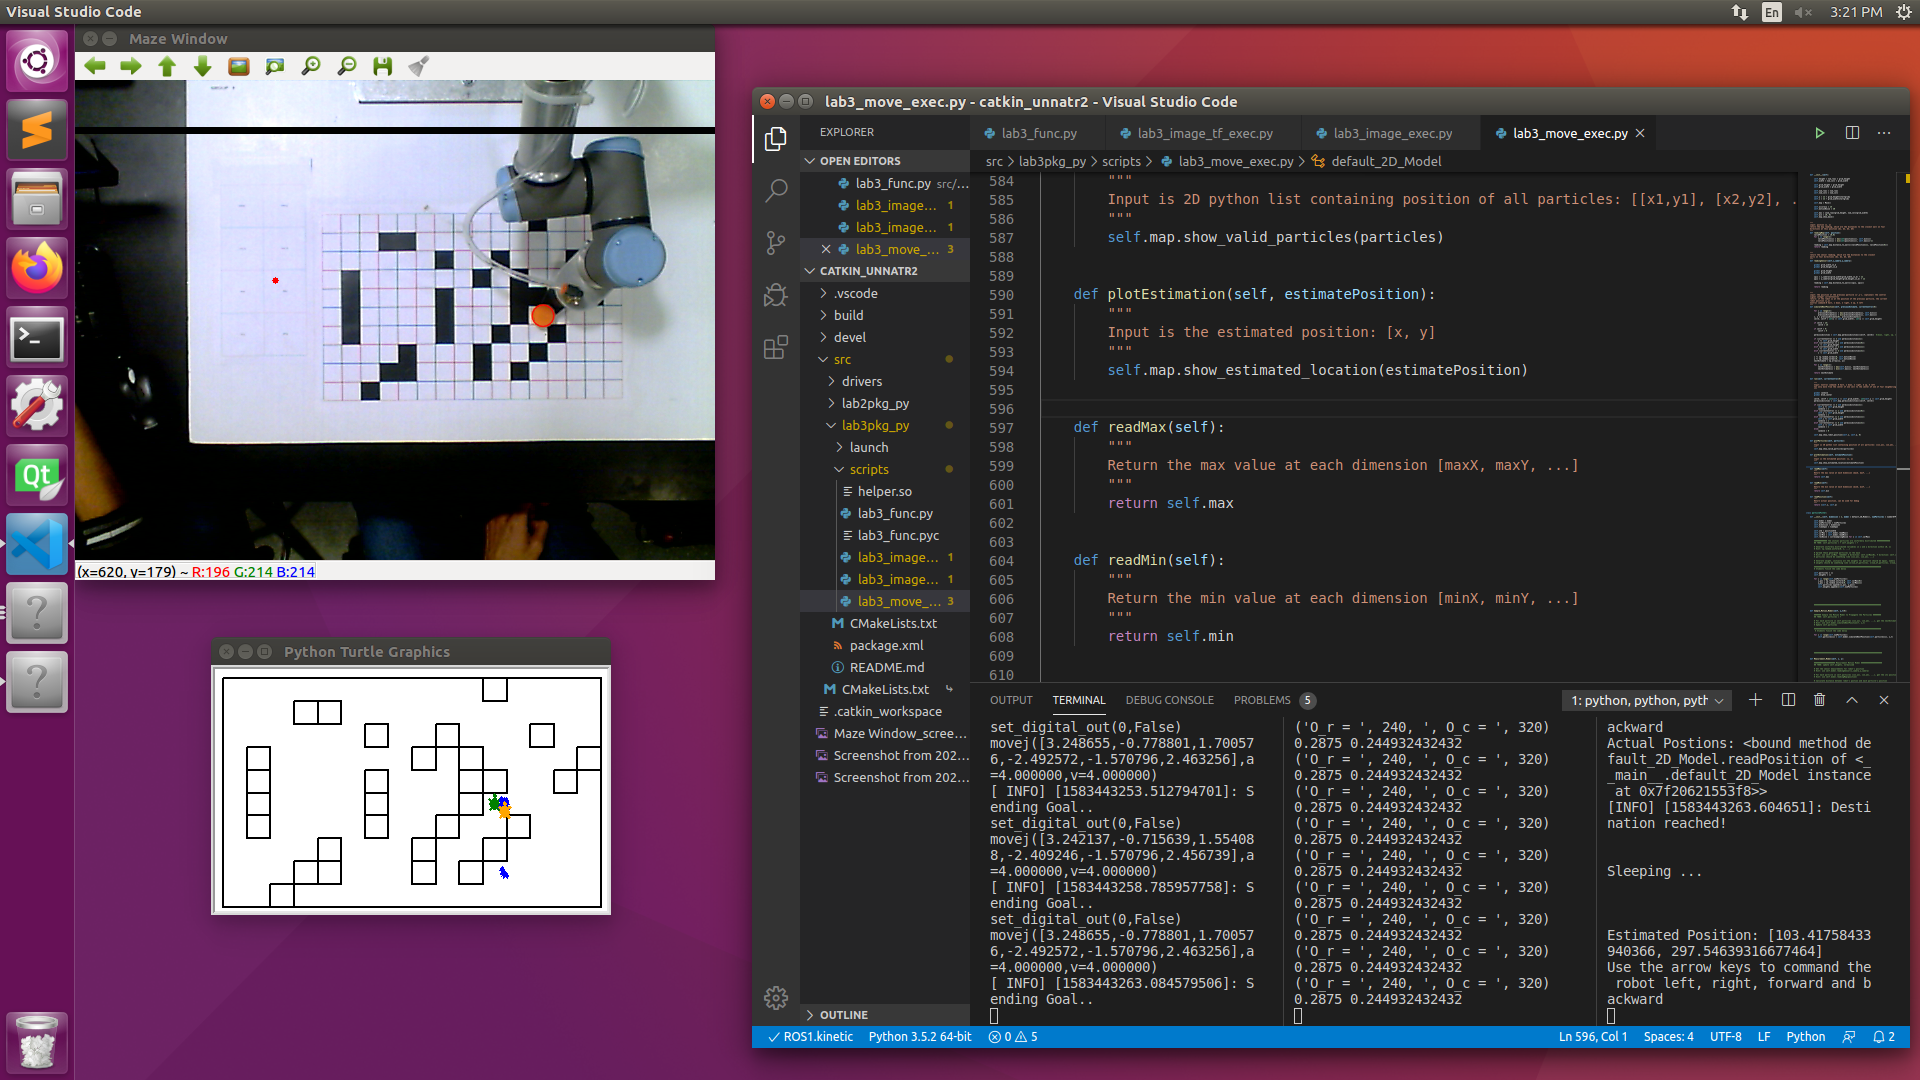 Visual Studio Code
En
3:21 PM
Maze Window
(x=620, y=179) ~ R:196 G:214 B:214
Python Turtle Graphics
lab3_move_exec.py - catkin_unnatr2 - Visual Studio Code
EXPLORER
OPEN EDITORS
lab3_func.py src/...
lab3_image... 1
lab3_image... 1
lab3_move_... 3
CATKIN_UNNATR2
.vscode
build
devel
src
drivers
lab2pkg_py
lab3pkg_py
launch
scripts
helper.so
lab3_func.py
lab3_func.pyc
lab3_image... 1
lab3_image... 1
lab3_move_... 3
CMakeLists.txt
package.xml
README.md
CMakeLists.txt
.catkin_workspace
Maze Window_scree...
Screenshot from 202...
Screenshot from 202...
OUTLINE
lab3_func.py lab3_image_tf_exec.py lab3_image_exec.py lab3_move_exec.py
src > lab3pkg_py > scripts > lab3_move_exec.py > default_2D_Model
584 """
585 Input is 2D python list containing position of all particles: [[x1,y1], [x2,y2], .
586 """
587 self.map.show_valid_particles(particles)
588
589
590 def plotEstimation(self, estimatePosition):
591 """
592 Input is the estimated position: [x, y]
593 """
594 self.map.show_estimated_location(estimatePosition)
595
596
597 def readMax(self):
598 """
599 Return the max value at each dimension [maxX, maxY, ...]
600 """
601 return self.max
602
603
604 def readMin(self):
605 """
606 Return the min value at each dimension [minX, minY, ...]
607 """
608 return self.min
609
610
OUTPUT TERMINAL DEBUG CONSOLE PROBLEMS 5
1: python, python, pyth
set_digital_out(0,False)
movej([3.248655,-0.778801,1.70057
6,-2.492572,-1.570796,2.463256],a
=4.000000,v=4.000000)
[ INFO] [1583443253.512794701]: S
ending Goal..
set_digital_out(0,False)
movej([3.242137,-0.715639,1.55408
8,-2.409246,-1.570796,2.456739],a
=4.000000,v=4.000000)
[ INFO] [1583443258.785957758]: S
ending Goal..
set_digital_out(0,False)
movej([3.248655,-0.778801,1.70057
6,-2.492572,-1.570796,2.463256],a
=4.000000,v=4.000000)
[ INFO] [1583443263.084579506]: S
ending Goal..
('O_r = ', 240, ', O_c = ', 320)
0.2875 0.244932432432
('O_r = ', 240, ', O_c = ', 320)
0.2875 0.244932432432
('O_r = ', 240, ', O_c = ', 320)
0.2875 0.244932432432
('O_r = ', 240, ', O_c = ', 320)
0.2875 0.244932432432
('O_r = ', 240, ', O_c = ', 320)
0.2875 0.244932432432
('O_r = ', 240, ', O_c = ', 320)
0.2875 0.244932432432
('O_r = ', 240, ', O_c = ', 320)
0.2875 0.244932432432
('O_r = ', 240, ', O_c = ', 320)
0.2875 0.244932432432
('O_r = ', 240, ', O_c = ', 320)
0.2875 0.244932432432
ackward
Actual Postions: <bound method de
fault_2D_Model.readPosition of <_
_main__.default_2D_Model instance
at 0x7f20621553f8>>
[INFO] [1583443263.604651]: Desti
nation reached!
Sleeping ...
Estimated Position: [103.41758433
940366, 297.54639316677464]
Use the arrow keys to command the
robot left, right, forward and b
ackward
ROS1.kinetic Python 3.5.2 64-bit 0 5
Ln 596, Col 1 Spaces: 4 UTF-8 LF Python 2